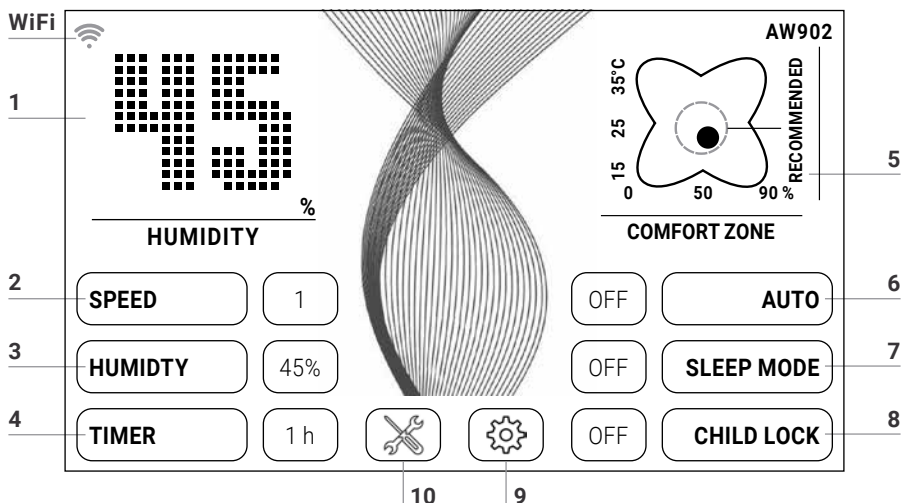 WiFi
AW902
45
%
HUMIDITY
1
35°C
25
15
0 50 90 %
RECOMMENDED
5
COMFORT ZONE
2
SPEED 1
OFF AUTO
6
3
HUMIDTY 45%
OFF SLEEP MODE
7
4
TIMER 1 h
OFF CHILD LOCK
8
10
9